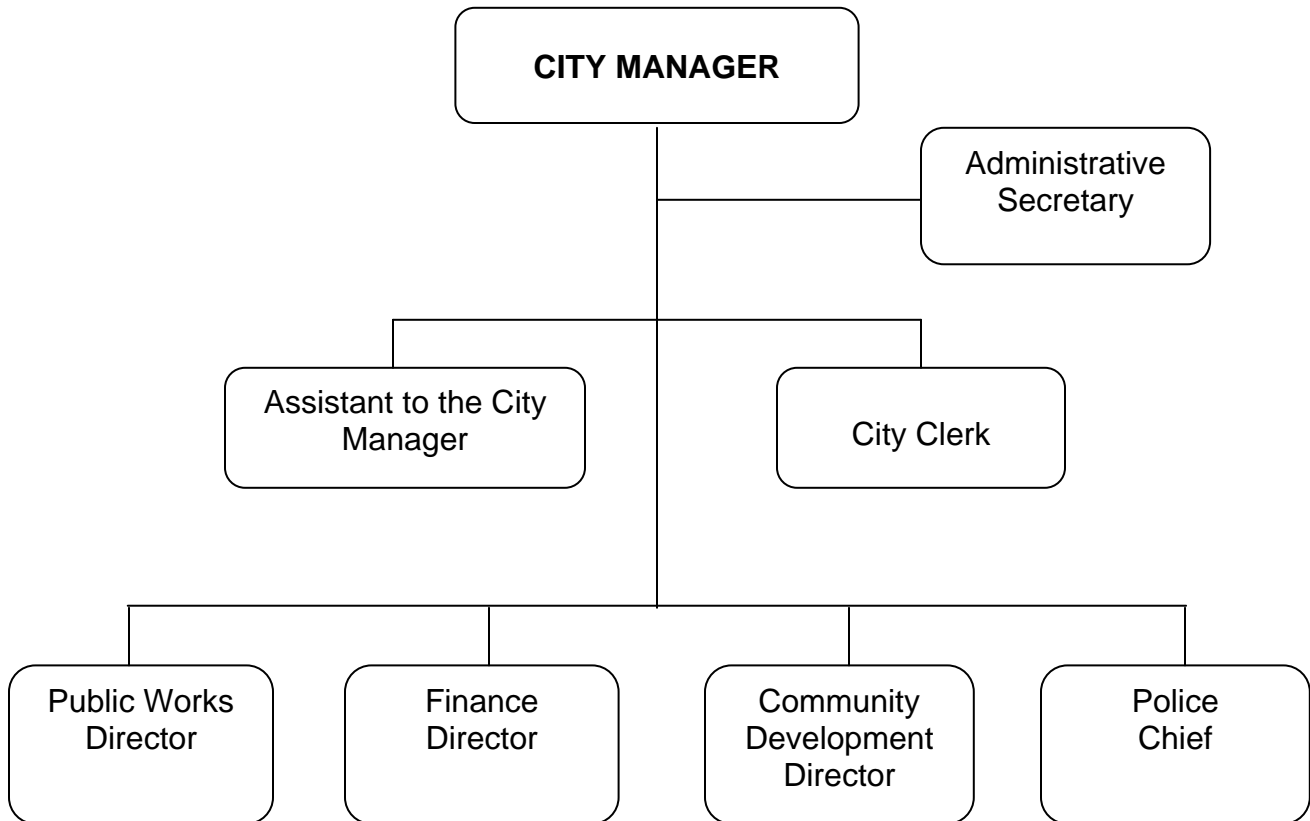 CITY MANAGER
Administrative
Secretary
Assistant to the City
Manager
City Clerk
Public Works
Director
Finance
Director
Community
Development
Director
Police
Chief